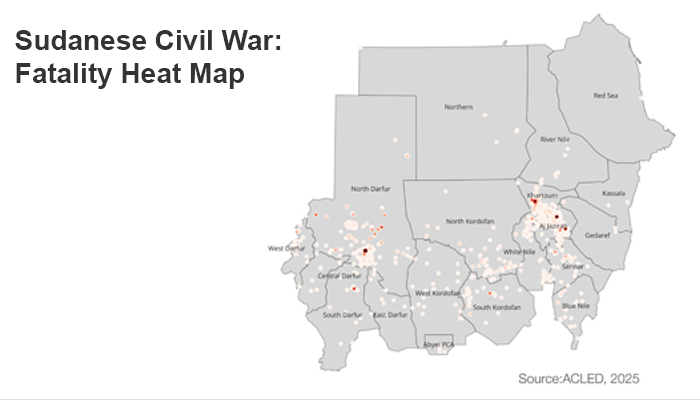 Sudanese Civil War:
Fatality Heat Map
Red Sea
Northern
River Nile
North Darfur
Khartoum
Kassala
North Kordofan
Aj Jazirah
Gedaref
West Darfur
White Nile
Sennar
Central Darfur
West Kordofan
South Kordofan
Blue Nile
South Darfur
East Darfur
Abyei PCA
Source:ACLED, 2025